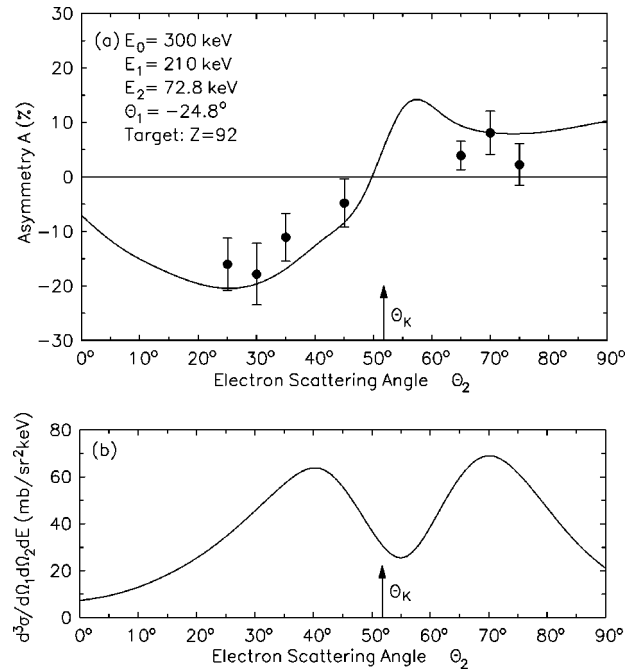 (a) E₀= 300 keV
E₁= 210 keV
E₂= 72.8 keV
Θ₁= −24.8°
Target: Z=92
Asymmetry A (%)
30
20
10
0
−10
−20
−30
Θ_K
0° 10° 20° 30° 40° 50° 60° 70° 80° 90°
Electron Scattering Angle Θ₂
(b)
d³σ/dΩ₁dΩ₂dE (mb/sr²keV)
80
60
40
20
0
Θ_K
0° 10° 20° 30° 40° 50° 60° 70° 80° 90°
Electron Scattering Angle Θ₂